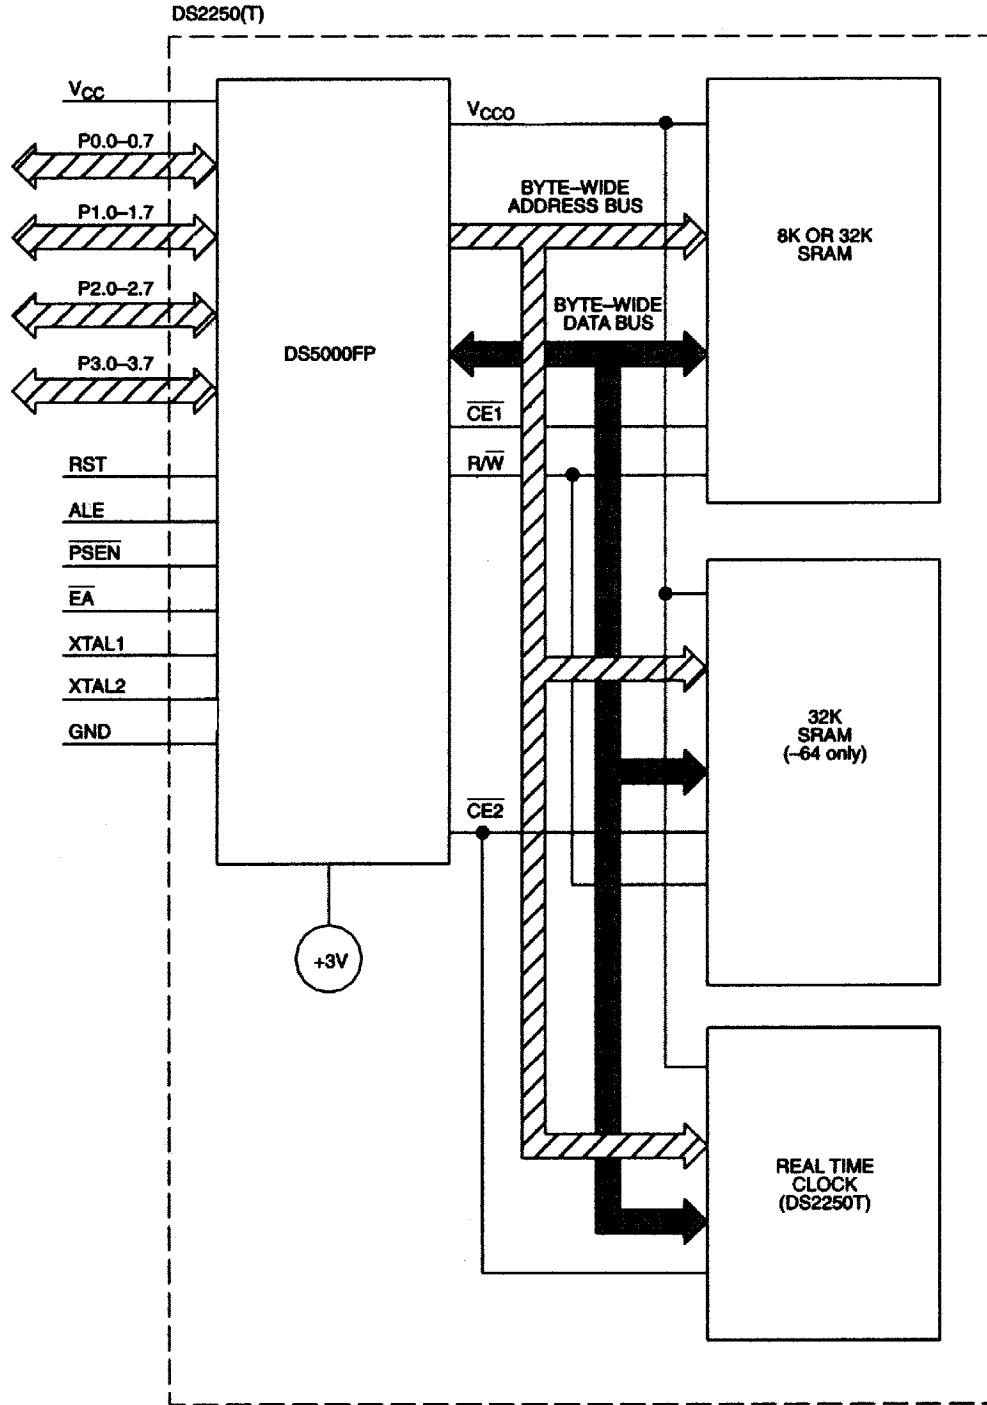 DS2250(T)
VCC
P0.0–0.7
P1.0–1.7
P2.0–2.7
P3.0–3.7
RST
ALE
PSEN
EA
XTAL1
XTAL2
GND
DS5000FP
+3V
VCCO
BYTE–WIDE
ADDRESS BUS
BYTE–WIDE
DATA BUS
CE1
R/W
CE2
8K OR 32K
SRAM
32K
SRAM
(–64 only)
REAL TIME
CLOCK
(DS2250T)